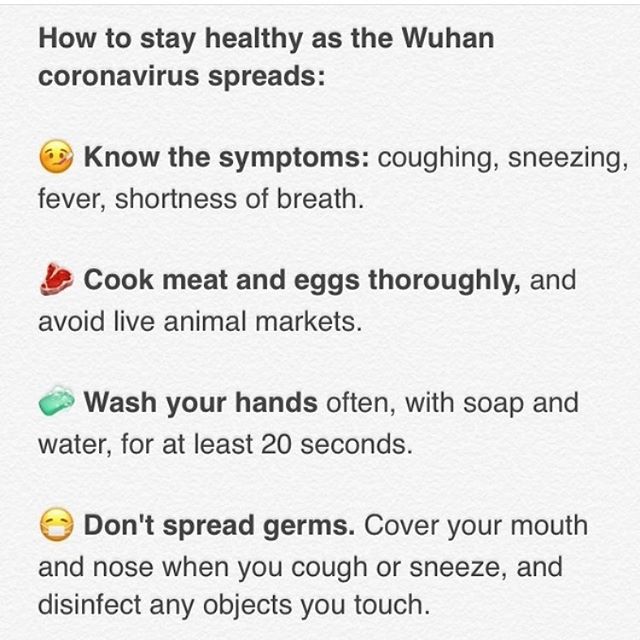 How to stay healthy as the Wuhan
coronavirus spreads:
🤒 Know the symptoms: coughing, sneezing,
fever, shortness of breath.
🥩 Cook meat and eggs thoroughly, and
avoid live animal markets.
🧼 Wash your hands often, with soap and
water, for at least 20 seconds.
😷 Don't spread germs. Cover your mouth
and nose when you cough or sneeze, and
disinfect any objects you touch.